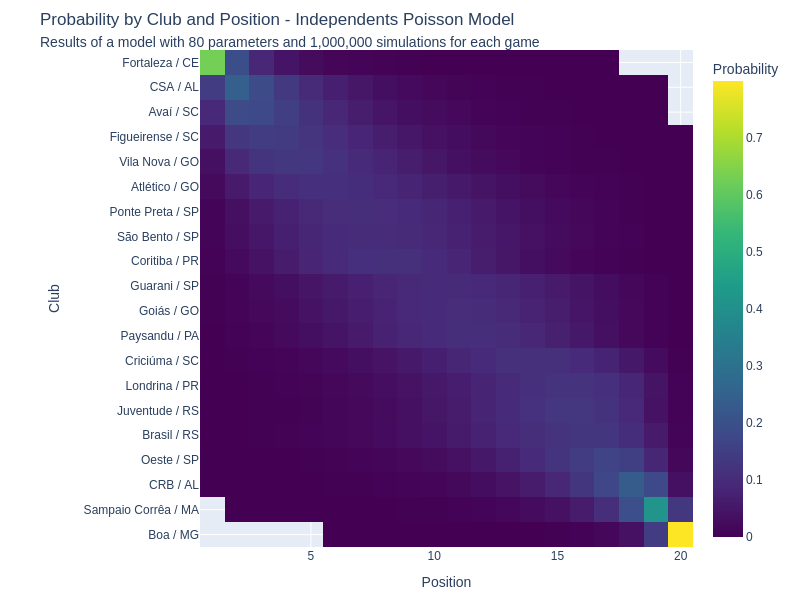 Probability by Club and Position - Independents Poisson Model
Results of a model with 80 parameters and 1,000,000 simulations for each game
Probability
Fortaleza / CE
CSA / AL
Avaí / SC
Figueirense / SC
Vila Nova / GO
Atlético / GO
Ponte Preta / SP
São Bento / SP
Coritiba / PR
Guarani / SP
Goiás / GO
Paysandu / PA
Criciúma / SC
Londrina / PR
Juventude / RS
Brasil / RS
Oeste / SP
CRB / AL
Sampaio Corrêa / MA
Boa / MG
Club
5
10
15
20
Position
0.7
0.6
0.5
0.4
0.3
0.2
0.1
0